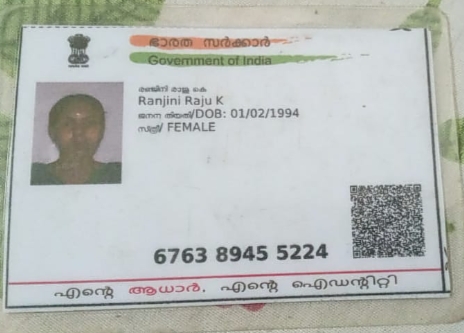 ഭാരത സർക്കാർ
Government of India
രഞ്ജിനി രാജു കെ
Ranjini Raju K
ജനന തിയതി/DOB: 01/02/1994
സ്ത്രീ/ FEMALE
6763 8945 5224
എന്റെ ആധാർ, എന്റെ ഐഡന്റിറ്റി